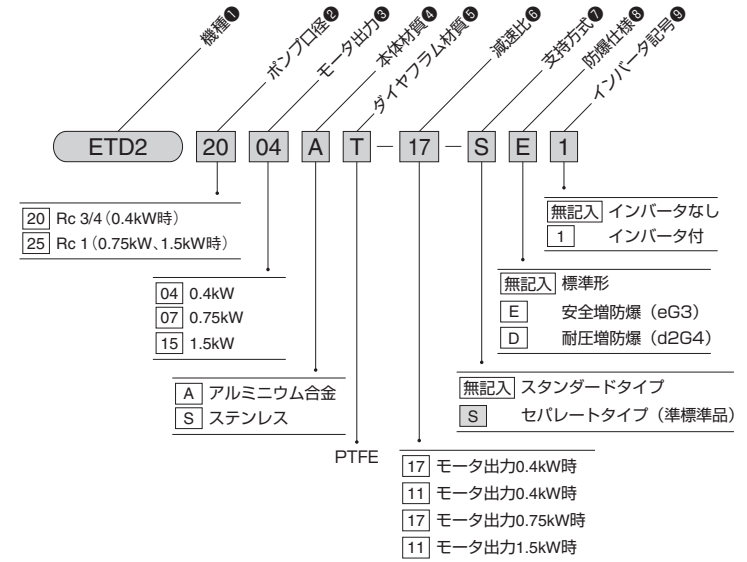 機種❶
ポンプ口径❷
モータ出力❸
本体材質❹
ダイヤフラム材質❺
減速比❻
支持方式❼
防爆仕様❽
インバータ記号❾
ETD2 20 04 A T - 17 - S E 1
20 Rc 3/4（0.4kW時）
25 Rc 1（0.75kW、1.5kW時）
無記入 インバータなし
1 インバータ付
04 0.4kW
07 0.75kW
15 1.5kW
無記入 標準形
E 安全増防爆（eG3）
D 耐圧増防爆（d2G4）
A アルミニウム合金
S ステンレス
無記入 スタンダードタイプ
S セパレートタイプ（準標準品）
PTFE
17 モータ出力0.4kW時
11 モータ出力0.4kW時
17 モータ出力0.75kW時
11 モータ出力1.5kW時